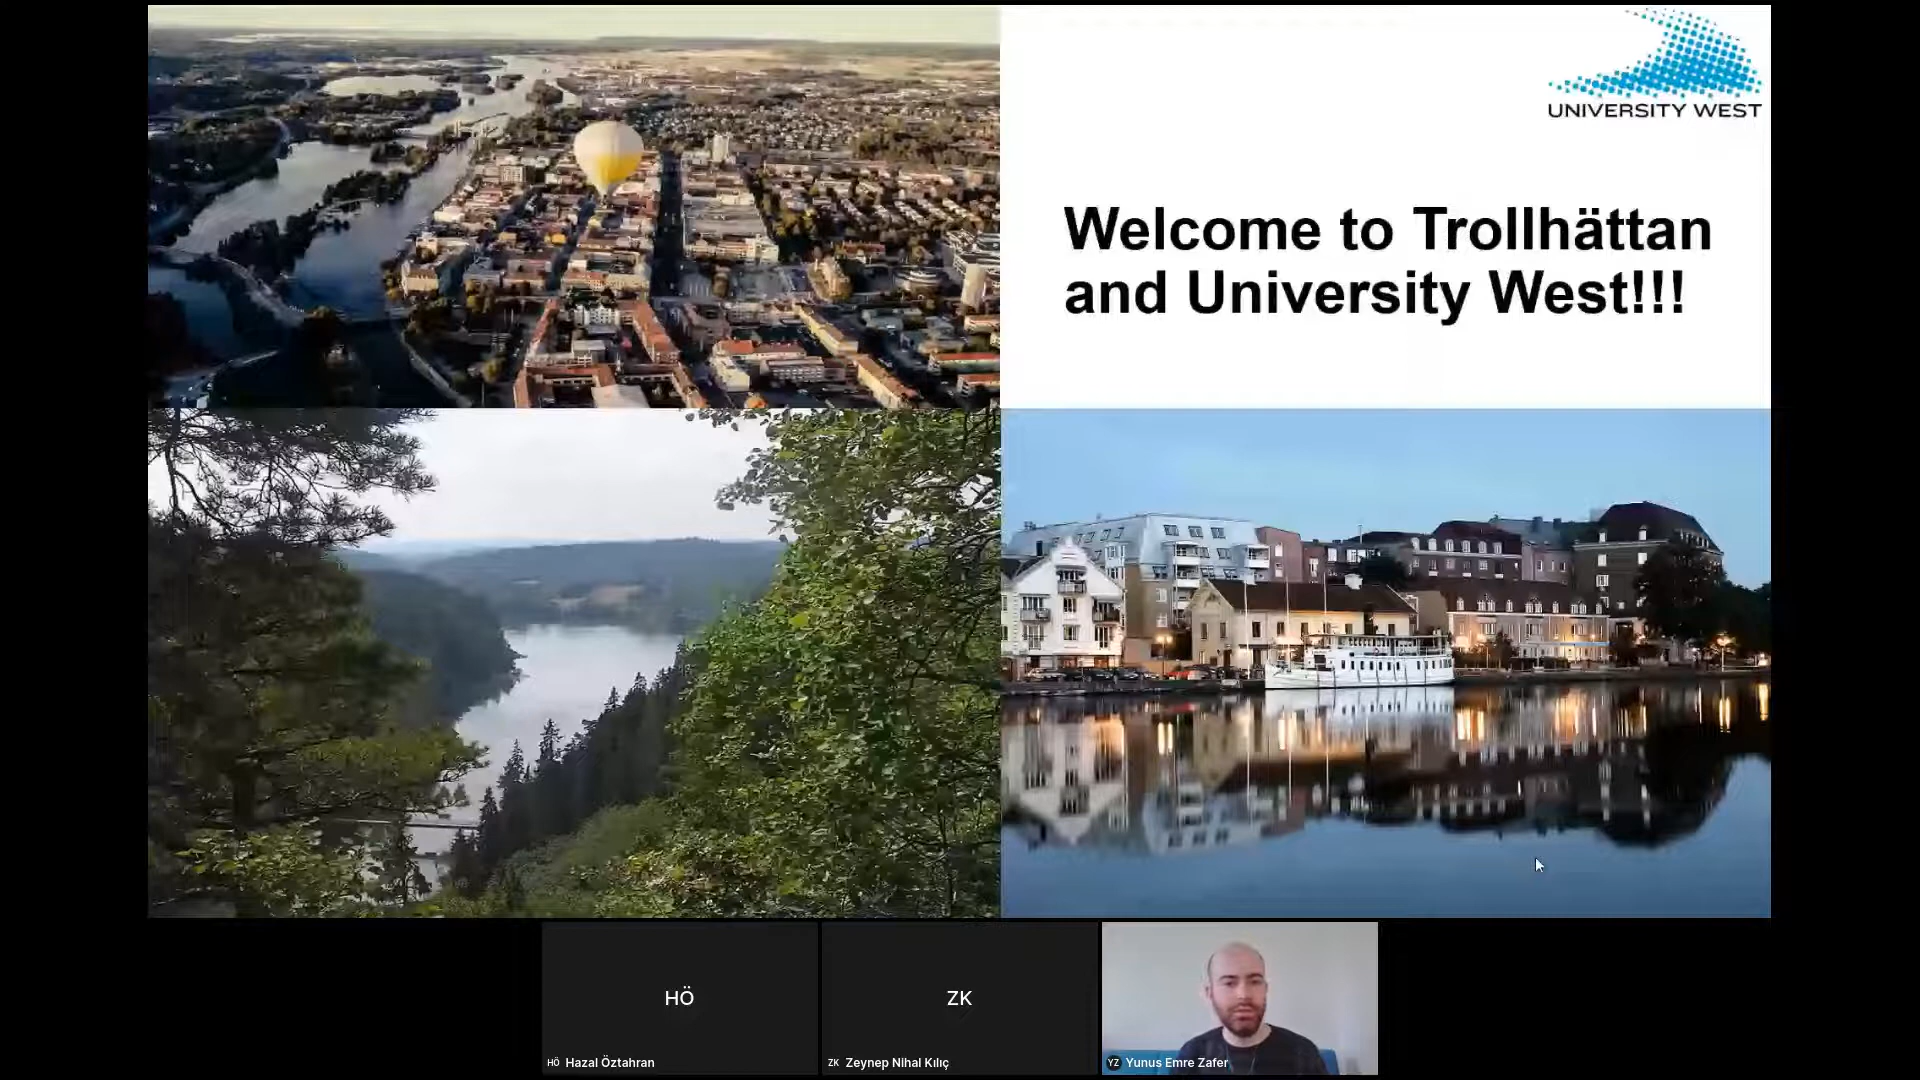 UNIVERSITY WEST
Welcome to Trollhättan
and University West!!!
HÖ
HÖ Hazal Öztahran
ZK
ZK Zeynep Nihal Kılıç
YZ Yunus Emre Zafer